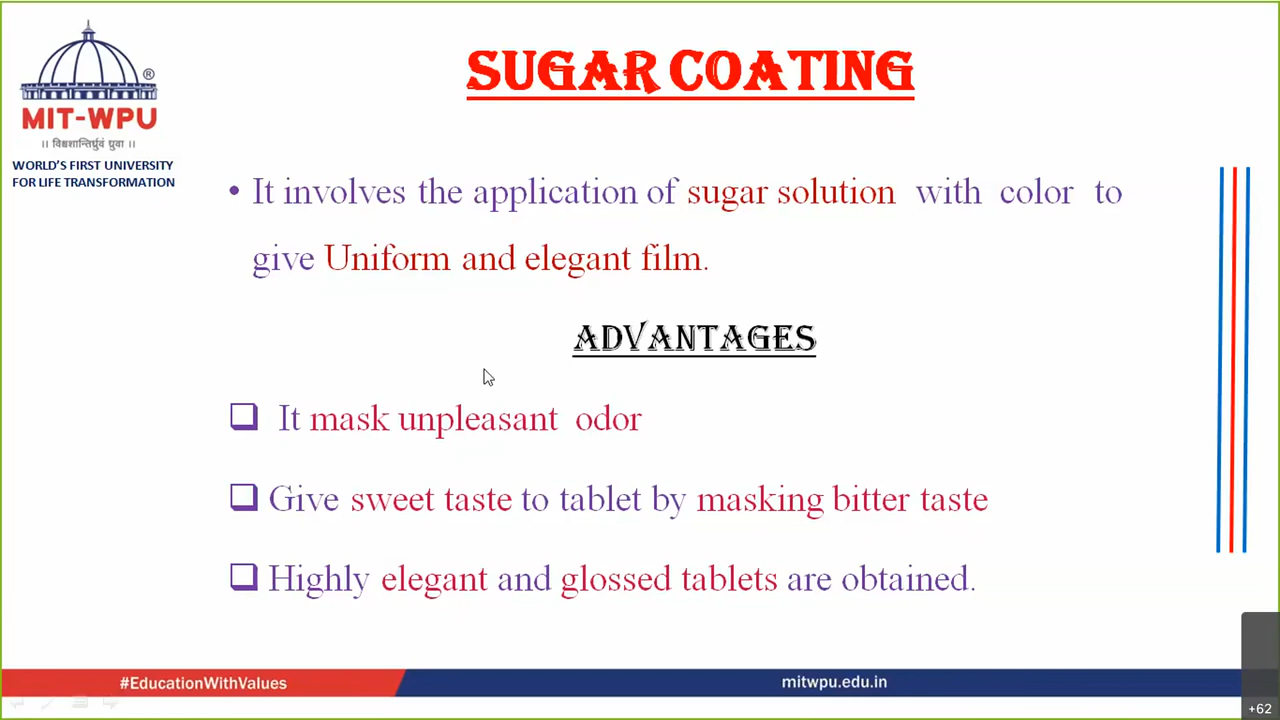 SUGAR COATING
®
MIT-WPU
।। विश्वशान्तिर्ध्रुवं ध्रुवा ।।
WORLD'S FIRST UNIVERSITY
FOR LIFE TRANSFORMATION
• It involves the application of sugar solution with color to
give Uniform and elegant film.
ADVANTAGES
❑ It mask unpleasant odor
❑ Give sweet taste to tablet by masking bitter taste
❑ Highly elegant and glossed tablets are obtained.
#EducationWithValues
mitwpu.edu.in
+62